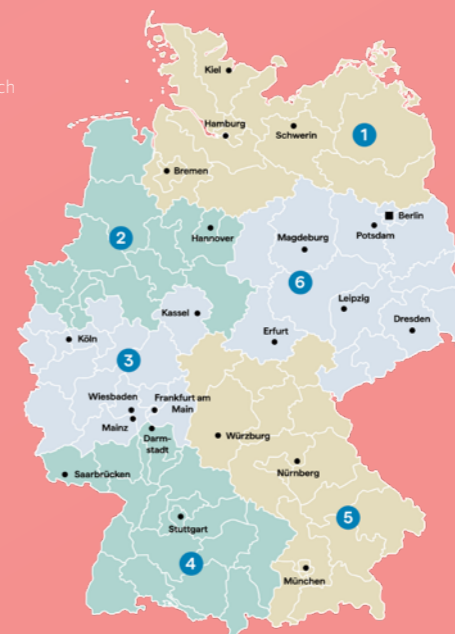 ch
Kiel
Hamburg
Schwerin
1
Bremen
Berlin
2
Hannover
Magdeburg
Potsdam
6
Leipzig
Kassel
Dresden
Erfurt
Köln
3
Wiesbaden
Frankfurt am
Main
Mainz
Darm-
stadt
Würzburg
Saarbrücken
Nürnberg
Stuttgart
5
4
München